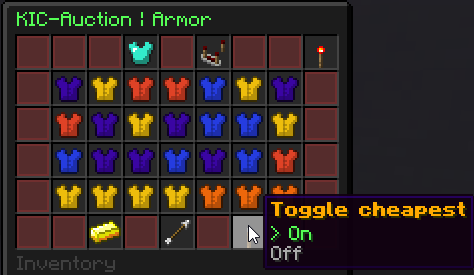 KIC-Auction | Armor
Toggle cheapest
> On
Off
Inventory